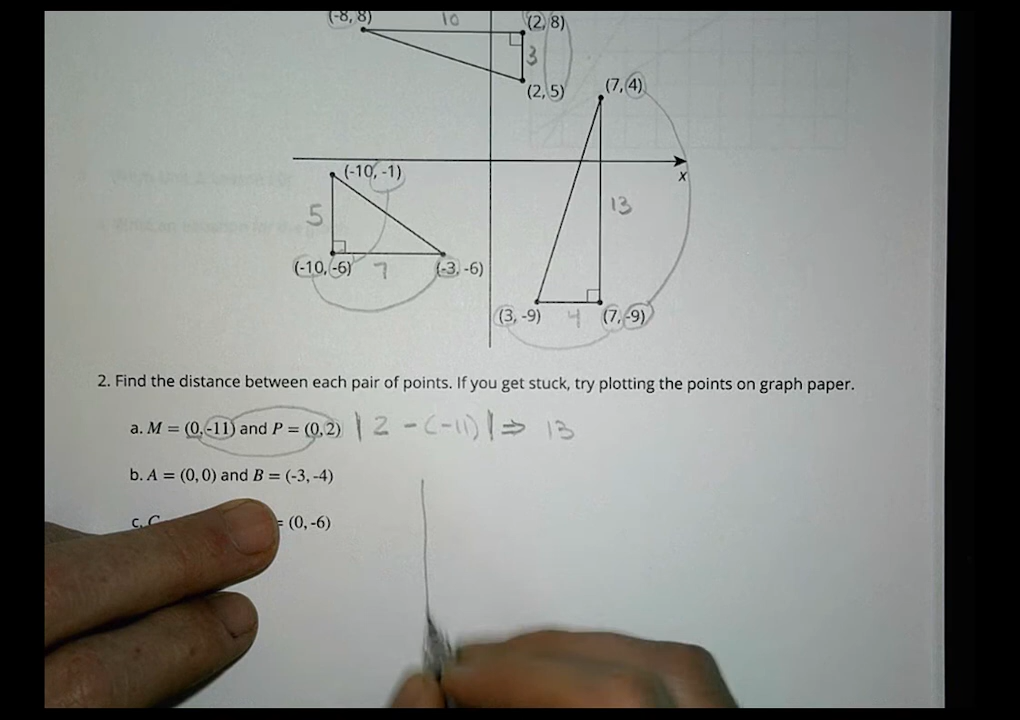 (-8, 8) 10 (2, 8)
3
(2, 5) (7, 4)
x
(-10, -1)
5 13
(-10, -6) 7 (-3, -6)
(3, -9) 4 (7, -9)
2. Find the distance between each pair of points. If you get stuck, try plotting the points on graph paper.
a. M = (0,-11) and P = (0,2) |2 - (-11)| ⇒ 13
b. A = (0,0) and B = (-3,-4)
c. C = (0,-6)